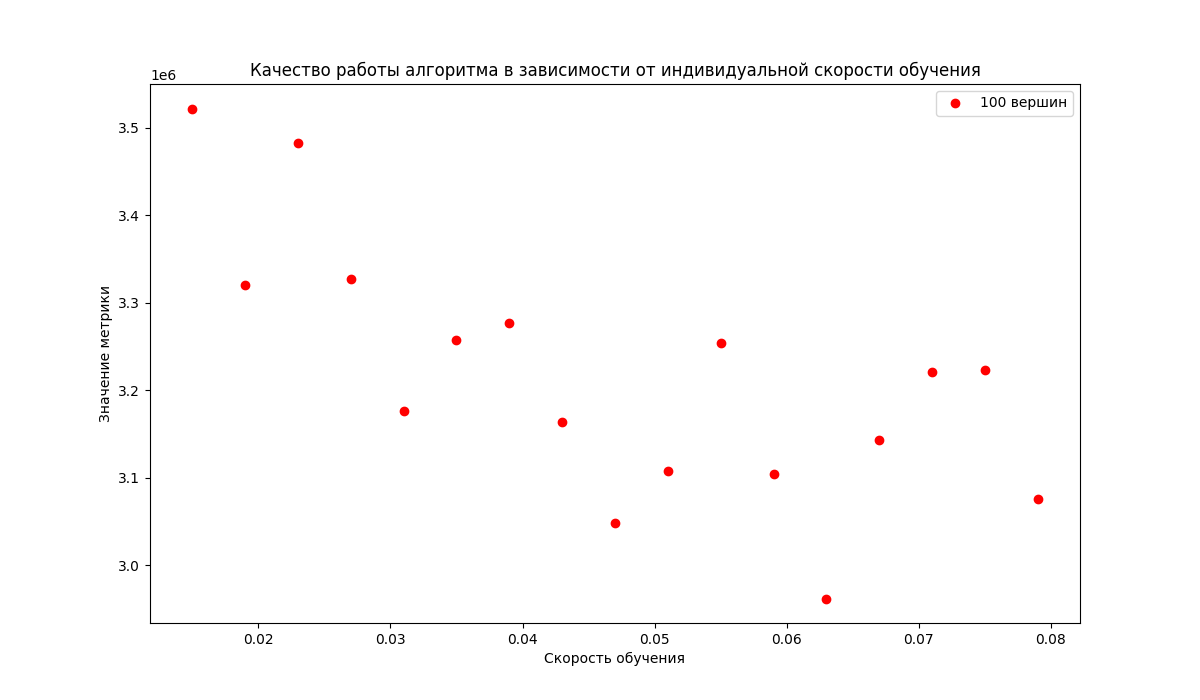 Качество работы алгоритма в зависимости от индивидуальной скорости обучения
1e6
100 вершин
3.5
3.4
3.3
3.2
3.1
3.0
Значение метрики
0.02 0.03 0.04 0.05 0.06 0.07 0.08
Скорость обучения